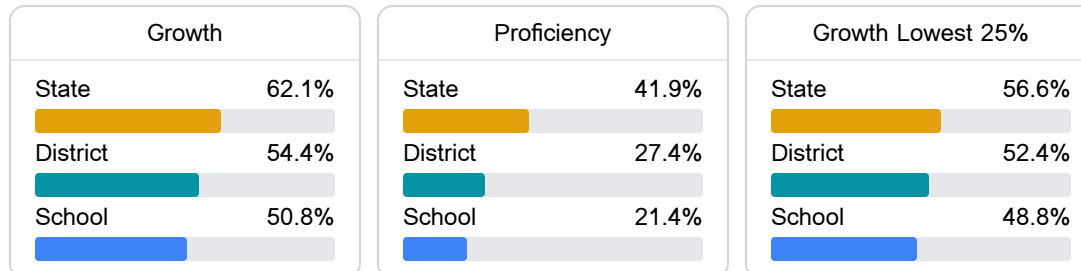 Growth
State 62.1%
District 54.4%
School 50.8%
Proficiency
State 41.9%
District 27.4%
School 21.4%
Growth Lowest 25%
State 56.6%
District 52.4%
School 48.8%